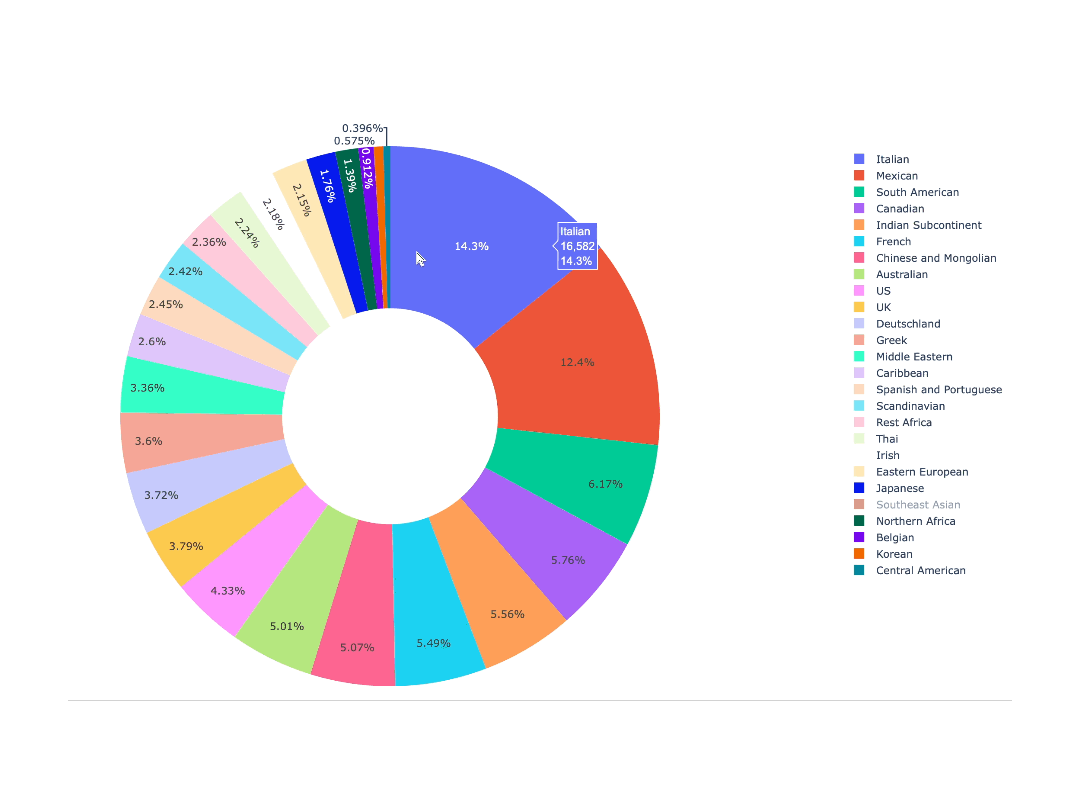 0.396%
0.575%
14.3%
Italian
16,582
14.3%
12.4%
6.17%
5.76%
5.56%
5.49%
5.07%
5.01%
4.33%
3.79%
3.72%
3.6%
3.36%
2.6%
2.45%
2.42%
2.36%
2.24%
2.18%
2.15%
1.76%
1.39%
0.912%
Italian
Mexican
South American
Canadian
Indian Subcontinent
French
Chinese and Mongolian
Australian
US
UK
Deutschland
Greek
Middle Eastern
Caribbean
Spanish and Portuguese
Scandinavian
Rest Africa
Thai
Irish
Eastern European
Japanese
Southeast Asian
Northern Africa
Belgian
Korean
Central American